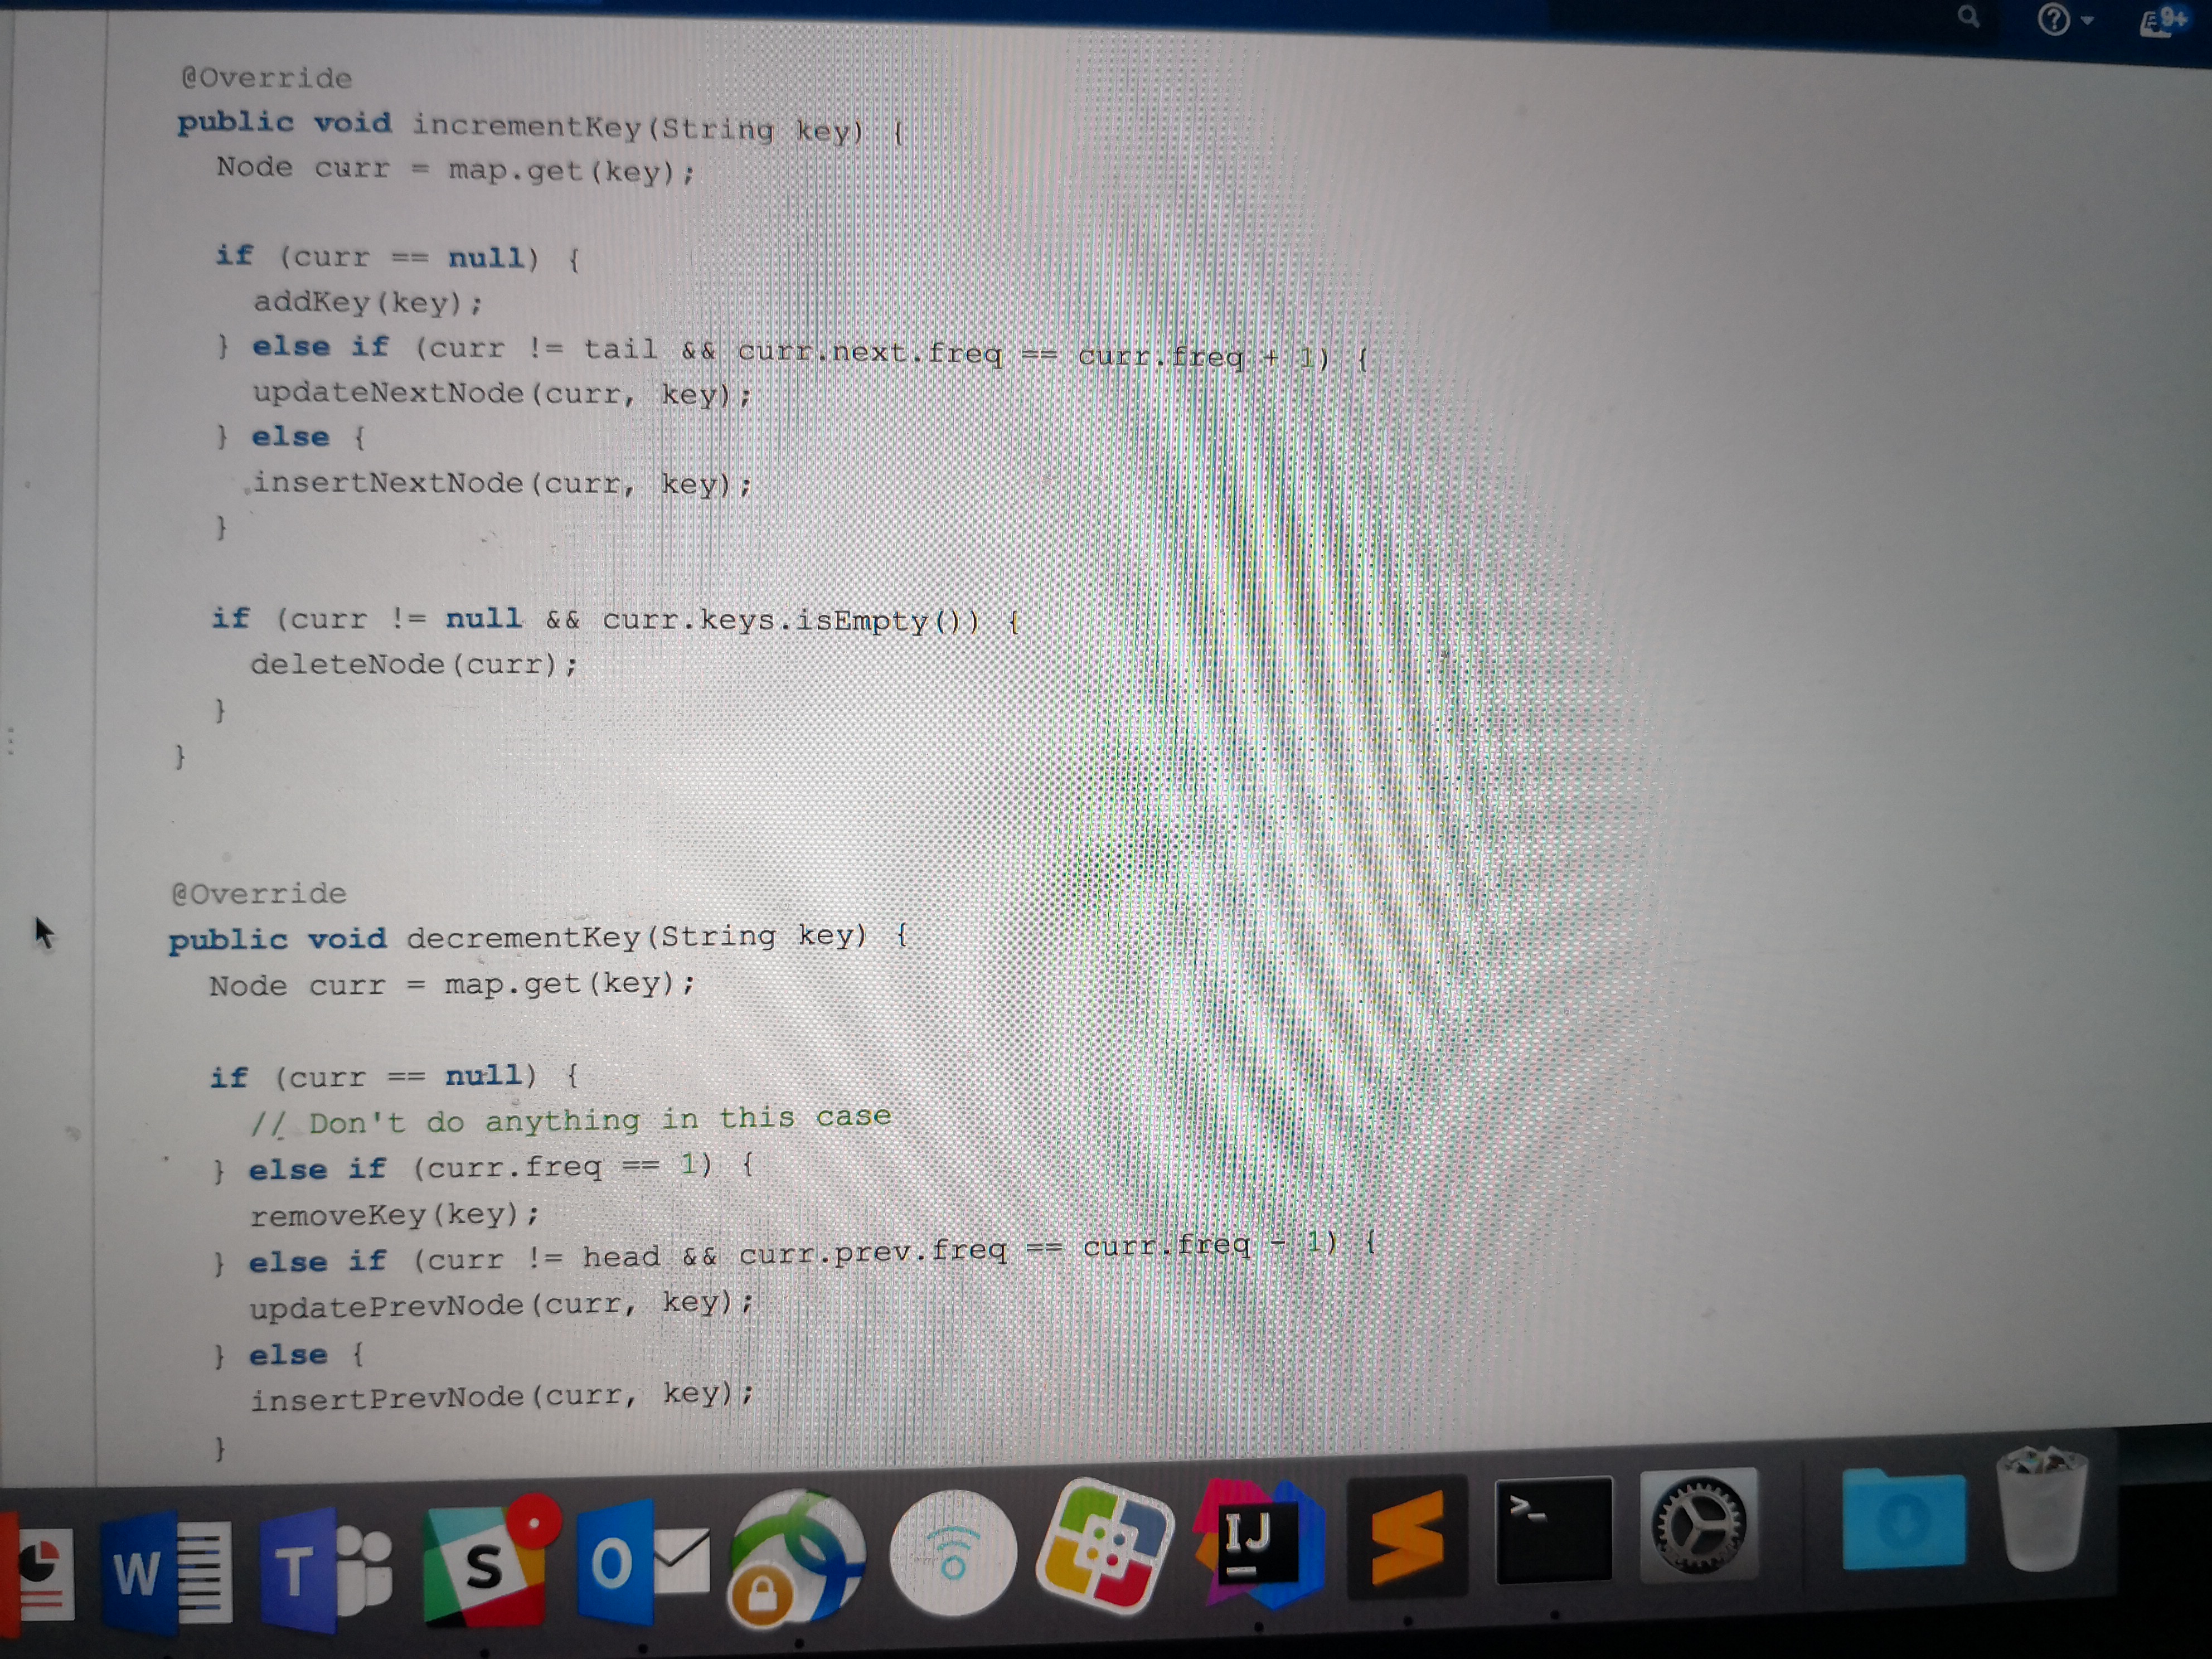 9+
@Override
public void incrementKey(String key) {
Node curr = map.get(key);
if (curr == null) {
addKey(key);
} else if (curr != tail && curr.next.freq == curr.freq + 1) {
updateNextNode(curr, key);
} else {
insertNextNode(curr, key);
}
if (curr != null && curr.keys.isEmpty()) {
deleteNode(curr);
}
}
@Override
public void decrementKey(String key) {
Node curr = map.get(key);
if (curr == null) {
// Don't do anything in this case
} else if (curr.freq == 1) {
removeKey(key);
} else if (curr != head && curr.prev.freq == curr.freq - 1) {
updatePrevNode(curr, key);
} else {
insertPrevNode(curr, key);
}
W T S O IJ >_